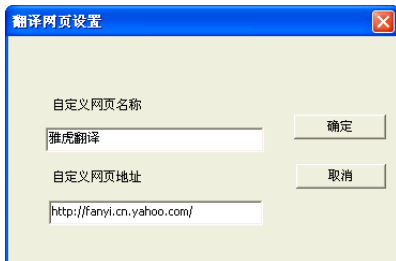 翻译网页设置
自定义网页名称
确定
雅虎翻译
自定义网页地址
取消
http://fanyi.cn.yahoo.com/